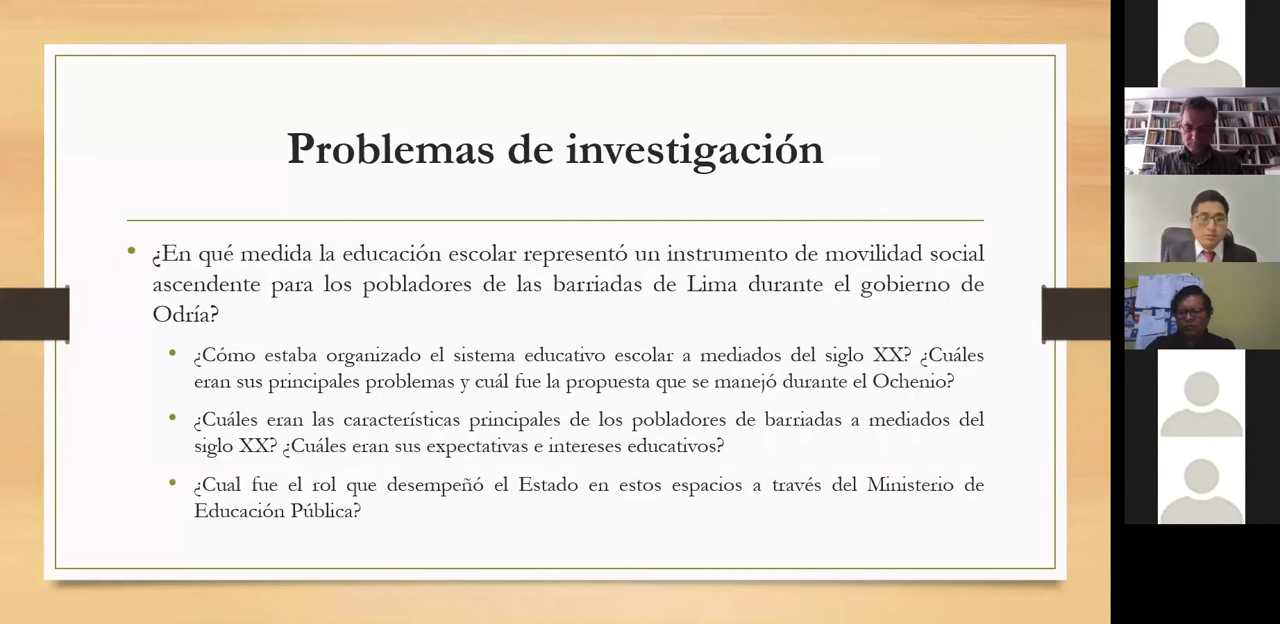 Problemas de investigación
¿En qué medida la educación escolar representó un instrumento de movilidad social
ascendente para los pobladores de las barriadas de Lima durante el gobierno de
Odría?
¿Cómo estaba organizado el sistema educativo escolar a mediados del siglo XX? ¿Cuáles
eran sus principales problemas y cuál fue la propuesta que se manejó durante el Ochenio?
¿Cuáles eran las características principales de los pobladores de barriadas a mediados del
siglo XX? ¿Cuáles eran sus expectativas e intereses educativos?
¿Cual fue el rol que desempeñó el Estado en estos espacios a través del Ministerio de
Educación Pública?